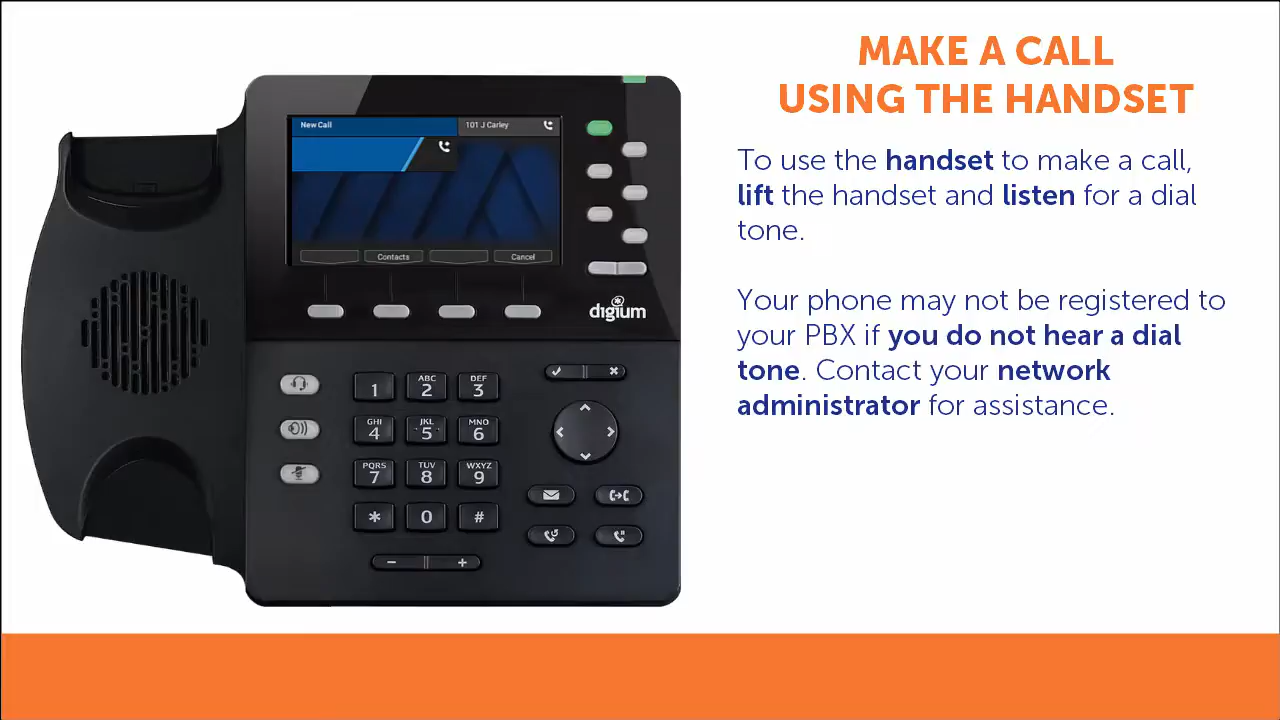 MAKE A CALL
USING THE HANDSET
To use the handset to make a call,
lift the handset and listen for a dial
tone.
Your phone may not be registered to
your PBX if you do not hear a dial
tone. Contact your network
administrator for assistance.
New Call
101 J Carley
Contacts
Cancel
digium
1
ABC
2
DEF
3
GHI
4
JKL
5
MNO
6
PQRS
7
TUV
8
WXYZ
9
*
0
#
− +